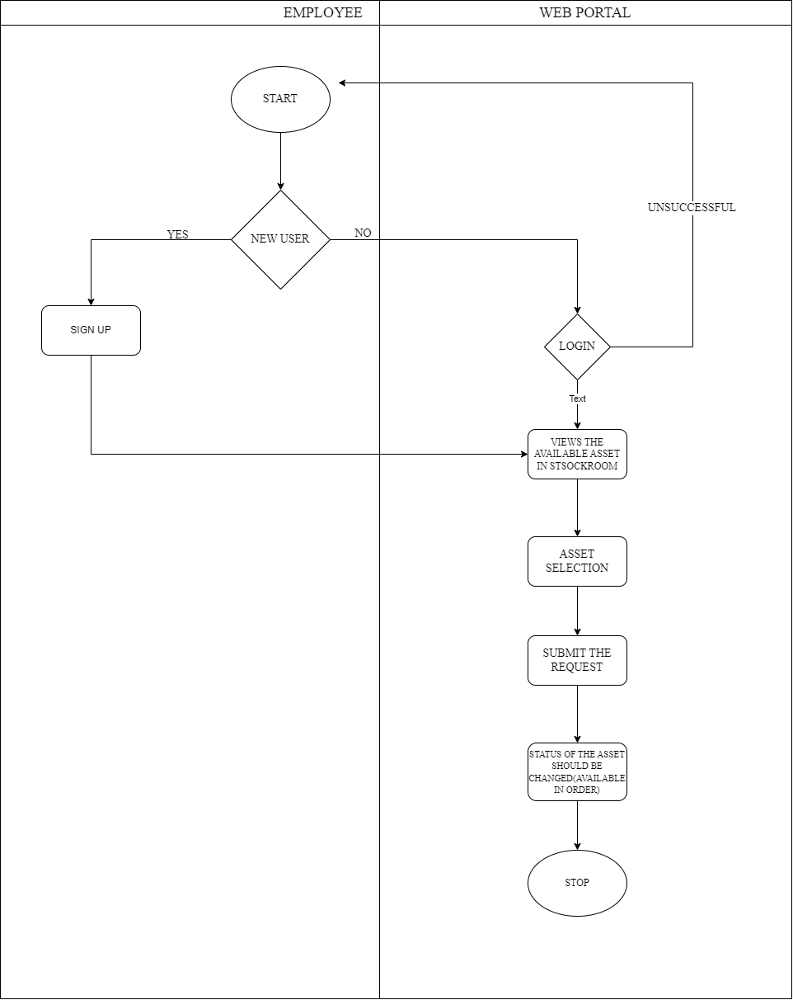 EMPLOYEE
WEB PORTAL
START
UNSUCCESSFUL
YES
NEW USER
NO
SIGN UP
LOGIN
Text
VIEWS THE
AVAILABLE ASSET
IN STSOCKROOM
ASSET
SELECTION
SUBMIT THE
REQUEST
STATUS OF THE ASSET
SHOULD BE
CHANGED(AVAILABLE
IN ORDER)
STOP